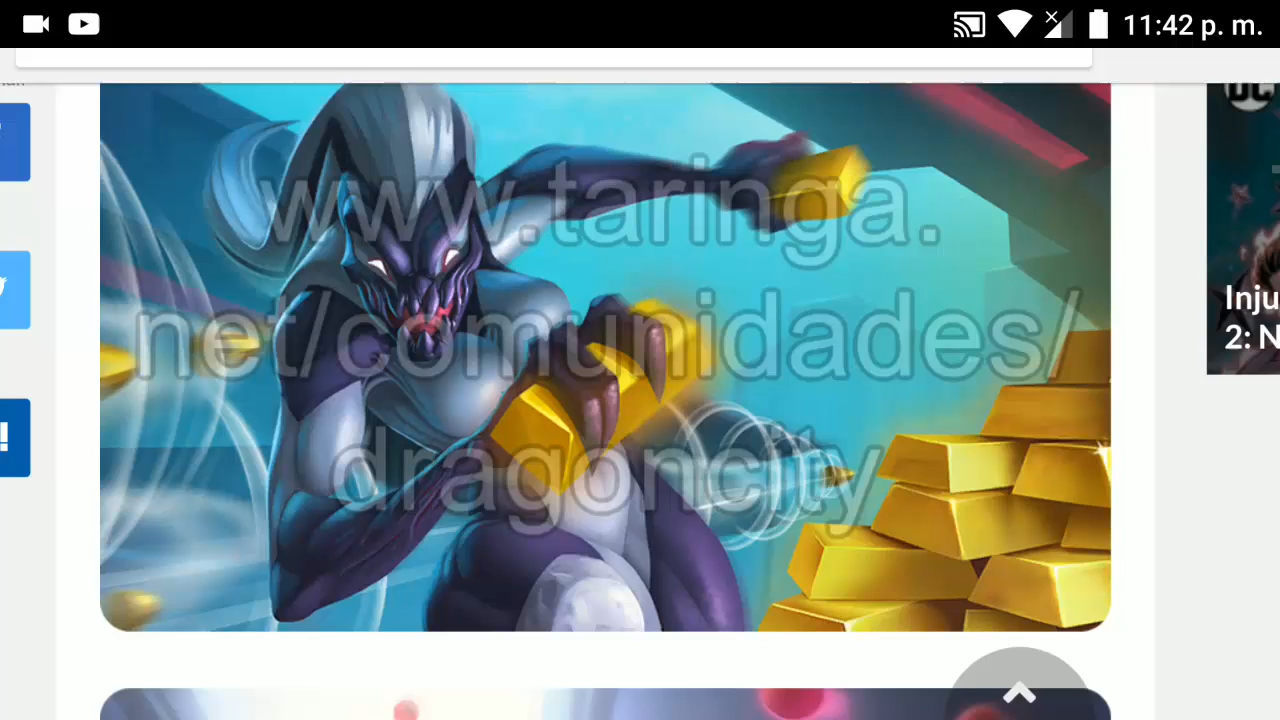 11:42 p. m.
www.taringa.
net/comunidades/
dragoncity
Inju
2: N